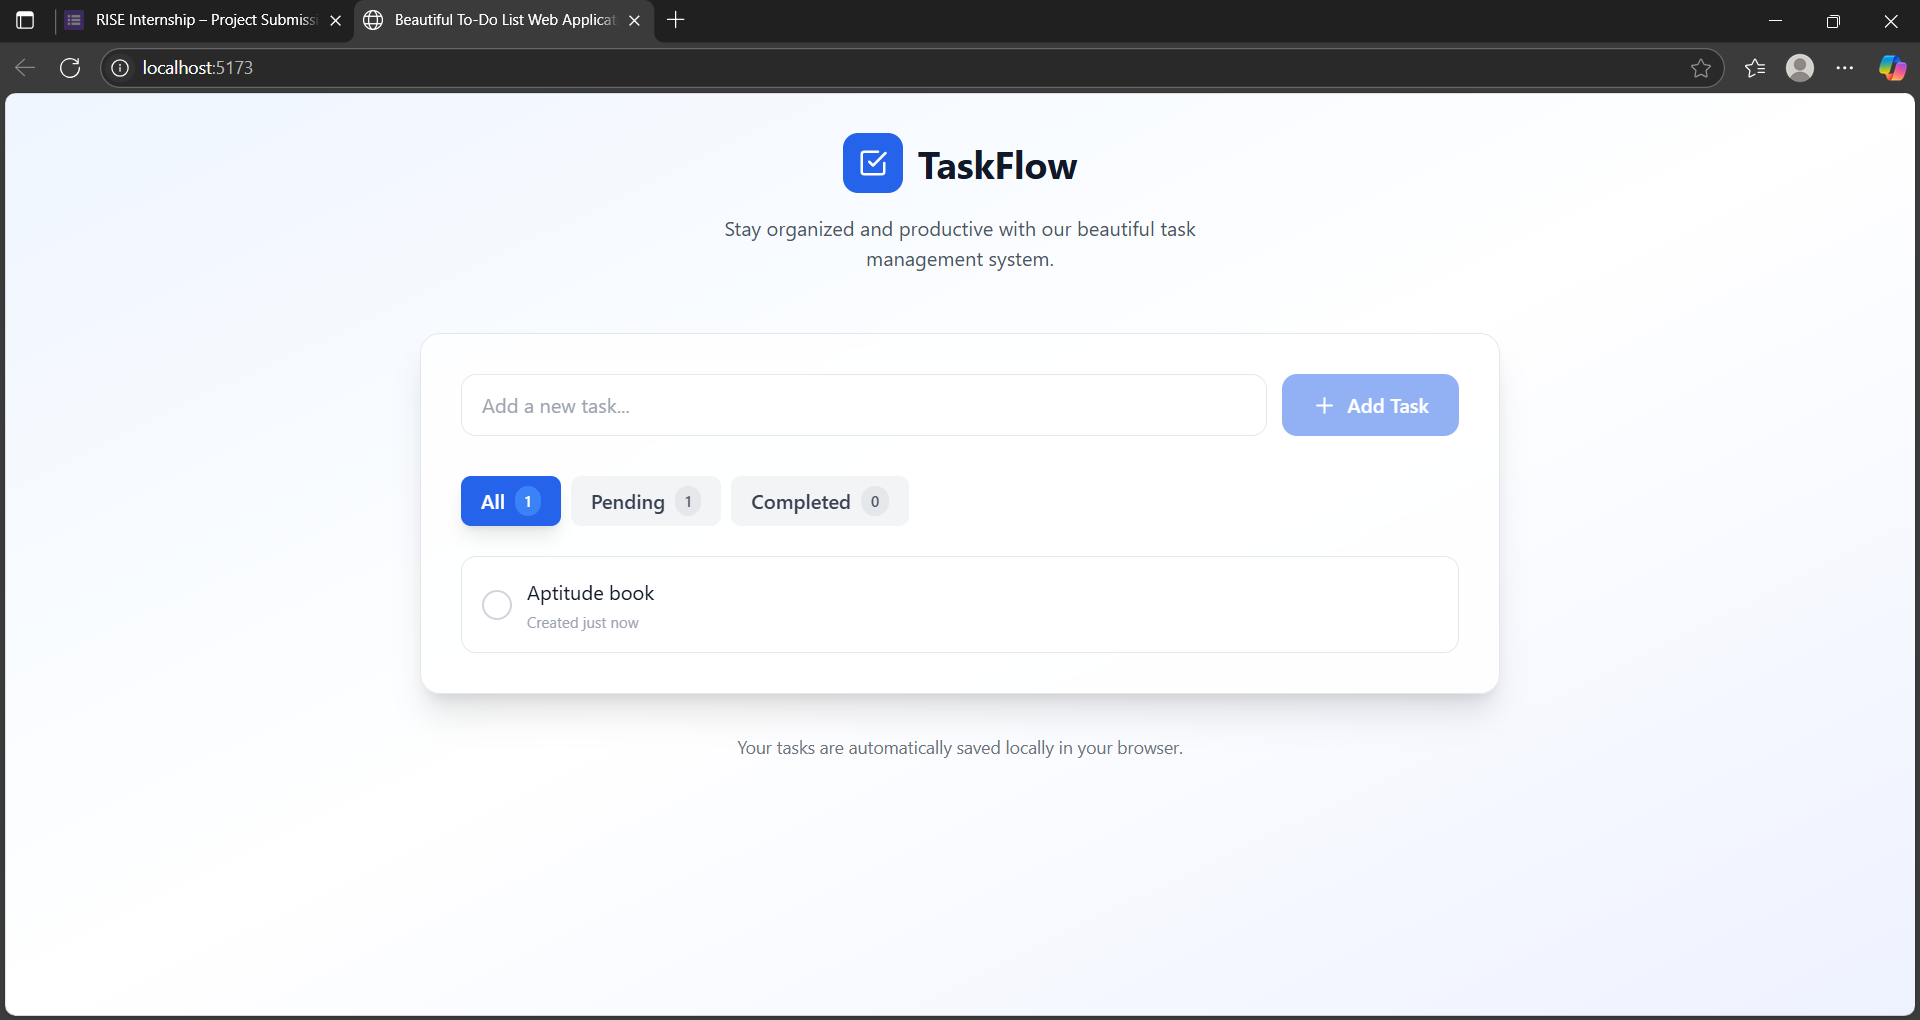 RISE Internship – Project Submissi
Beautiful To-Do List Web Applicat
localhost:5173
TaskFlow
Stay organized and productive with our beautiful task
management system.
Add a new task...
Add Task
All 1
Pending 1
Completed 0
Aptitude book
Created just now
Your tasks are automatically saved locally in your browser.